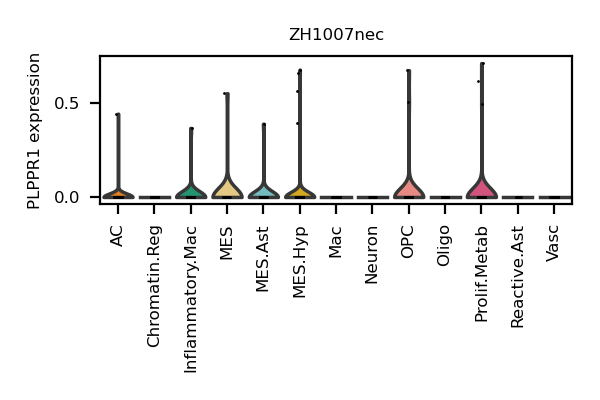 ZH1007nec
PLPPR1 expression
0.5
0.0
AC
Chromatin.Reg
Inflammatory.Mac
MES
MES.Ast
MES.Hyp
Mac
Neuron
OPC
Oligo
Prolif.Metab
Reactive.Ast
Vasc